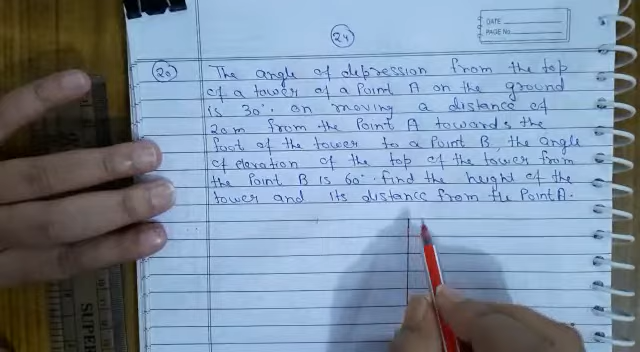 24
DATE
PAGE No.
20 The angle of depression from the top
of a tower of a Point A on the ground
is 30°. on moving a distance of
20m from the Point A towards the
foot of the tower to a Point B, the angle
of elevation of the top of the tower from
the Point B is 60°. find the height of the
tower and its distance from the Point A.
SUPER